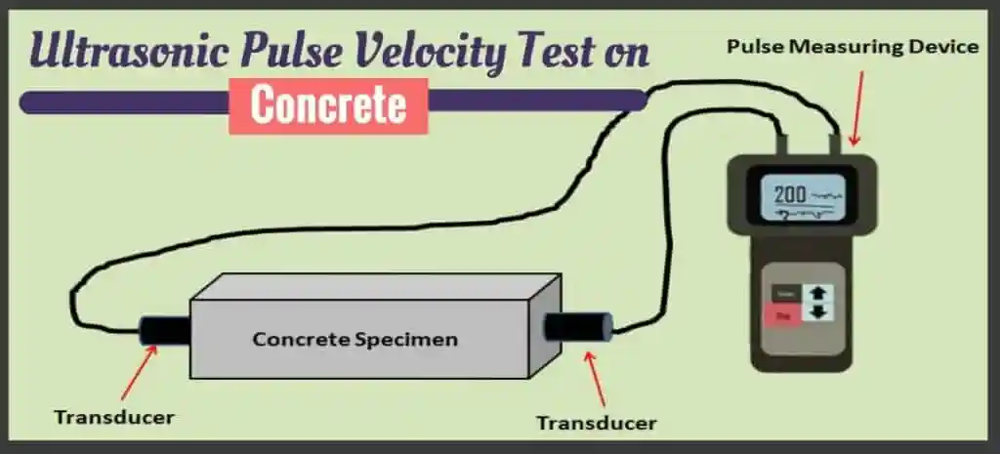 Ultrasonic Pulse Velocity Test on
Concrete
Pulse Measuring Device
200
Concrete Specimen
Transducer
Transducer